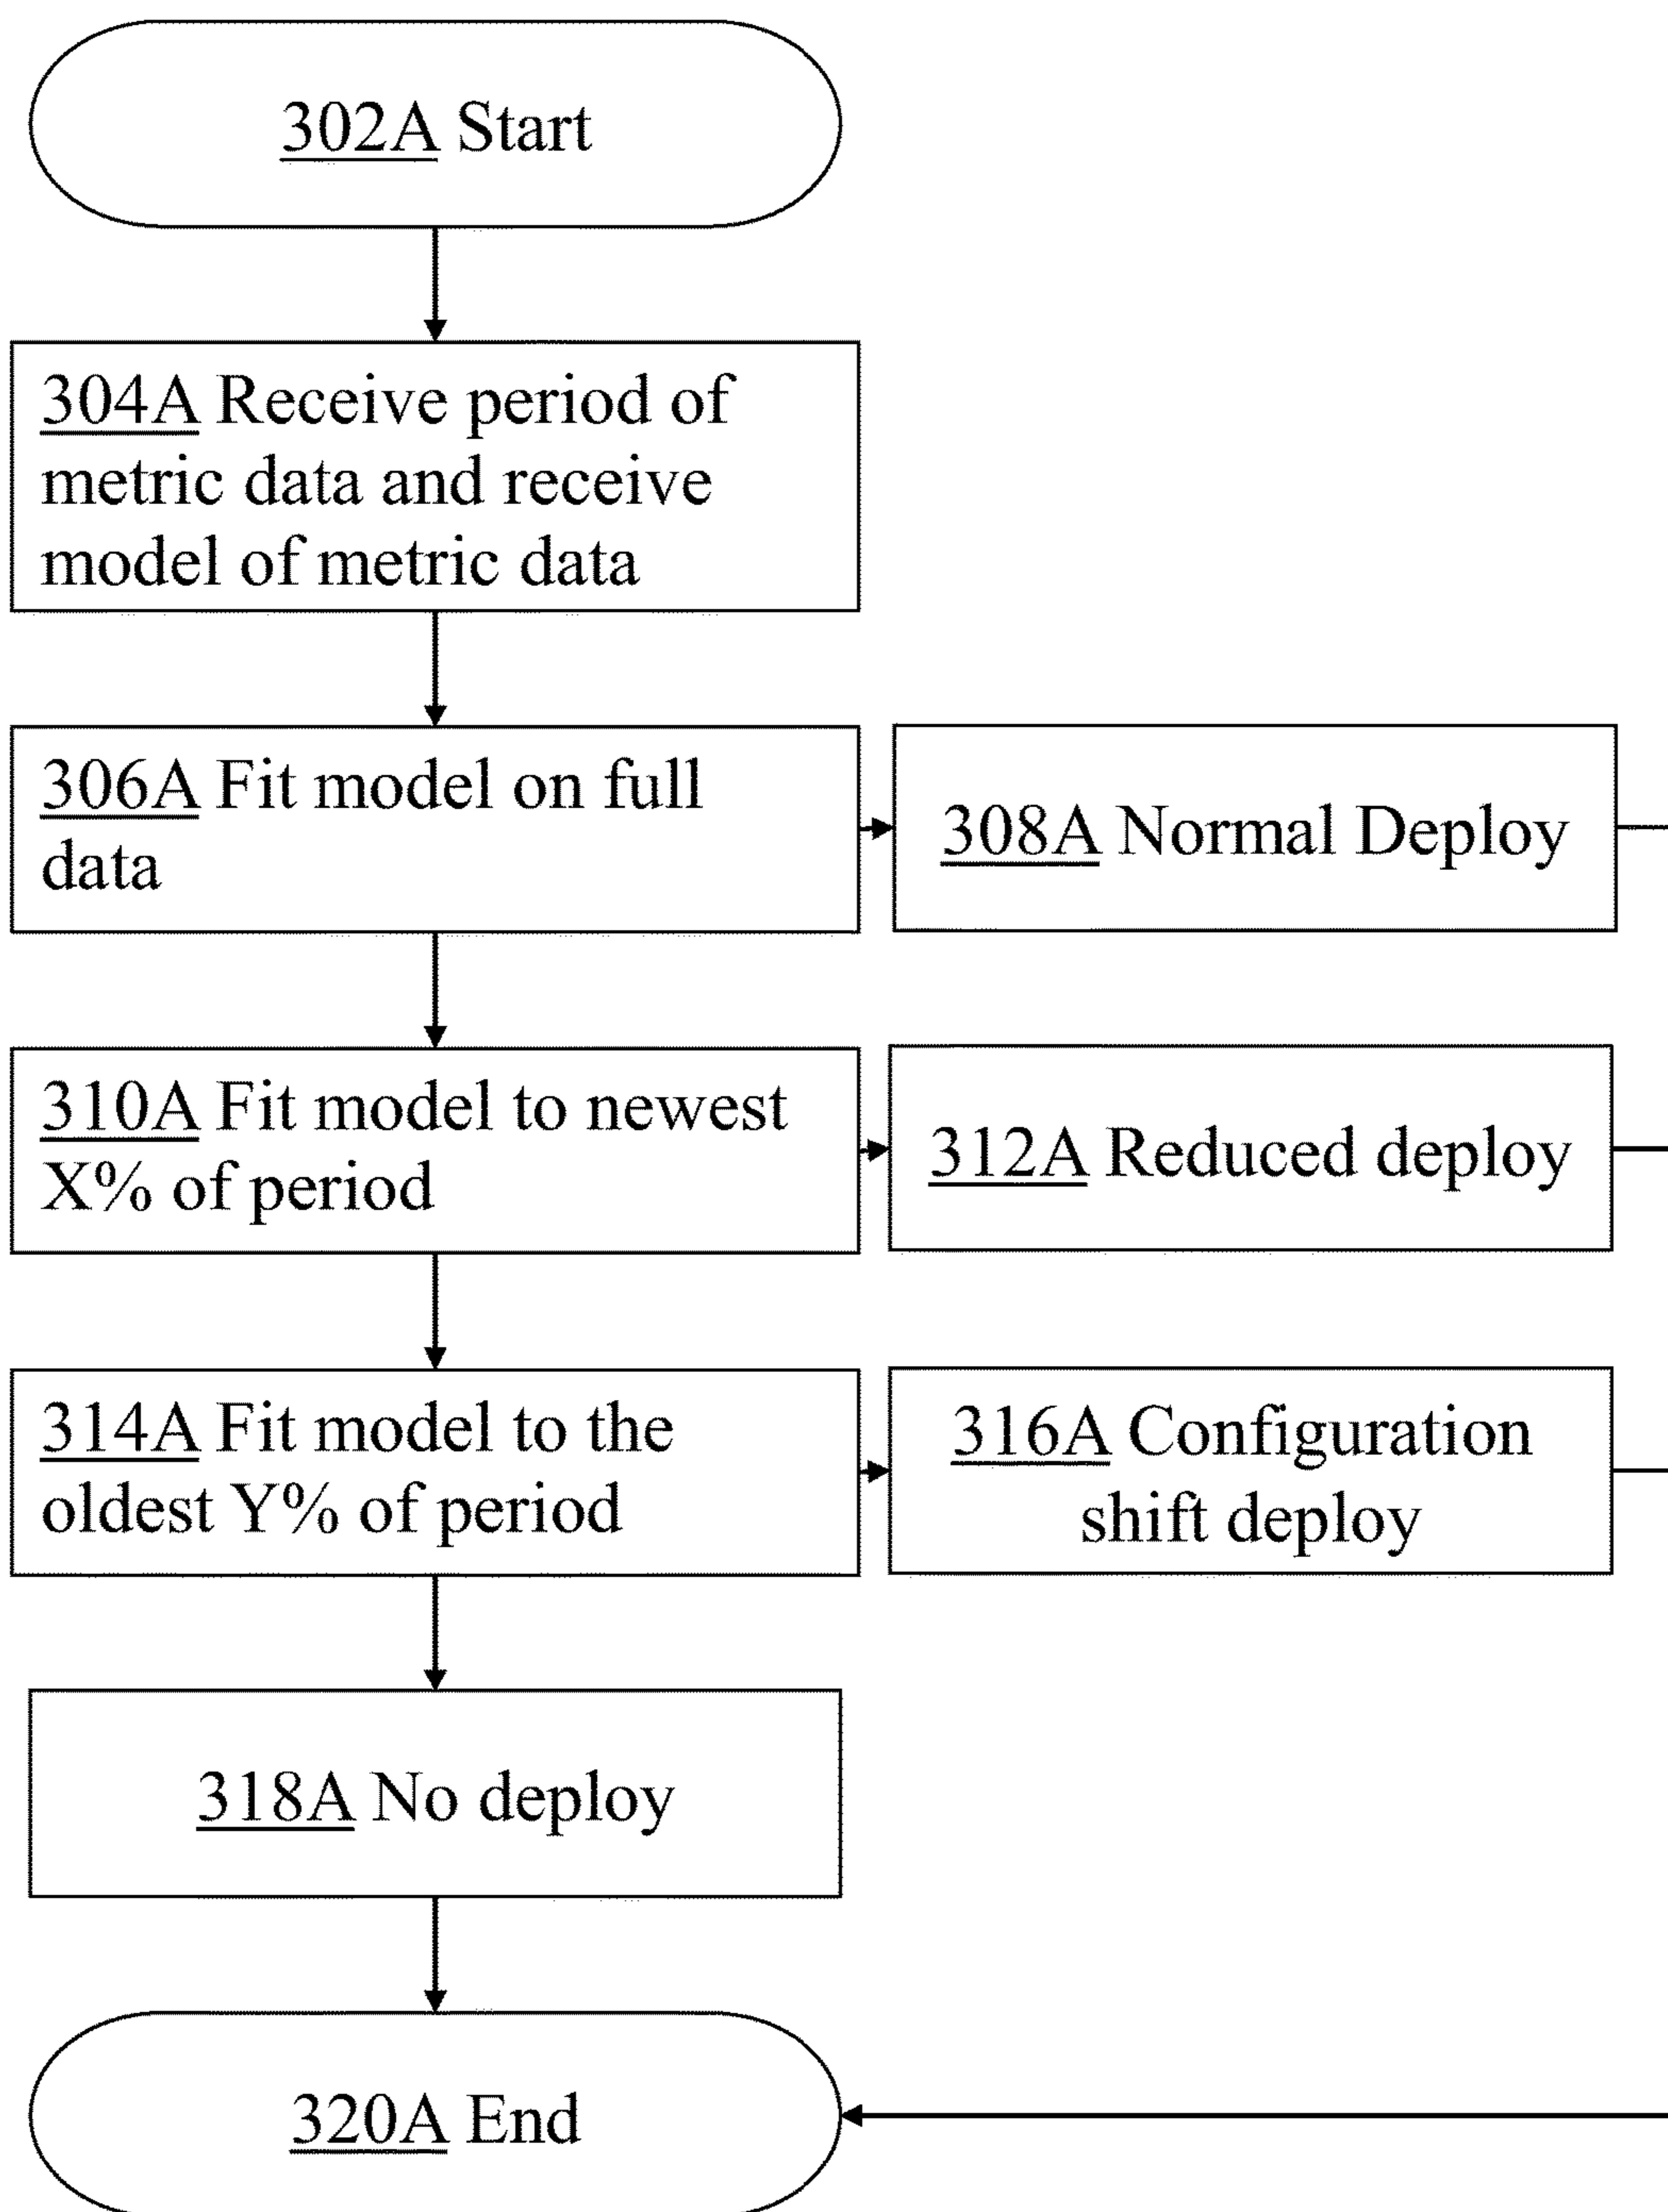 302A Start
304A Receive period of
metric data and receive
model of metric data
306A Fit model on full
data
308A Normal Deploy
310A Fit model to newest
X% of period
312A Reduced deploy
314A Fit model to the
oldest Y% of period
316A Configuration
shift deploy
318A No deploy
320A End